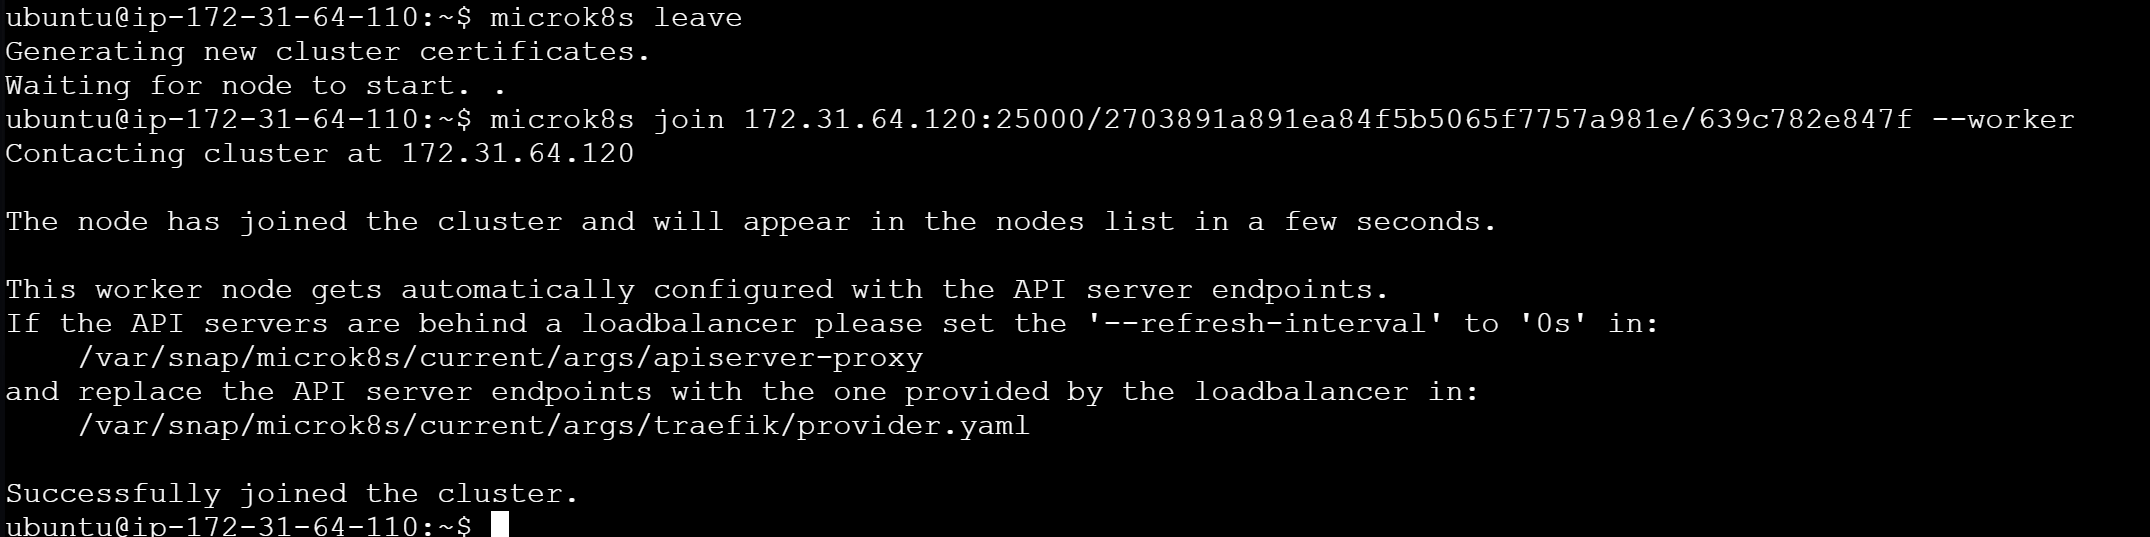 ubuntu@ip-172-31-64-110:~$ microk8s leave
Generating new cluster certificates.
Waiting for node to start. .
ubuntu@ip-172-31-64-110:~$ microk8s join 172.31.64.120:25000/2703891a891ea84f5b5065f7757a981e/639c782e847f --worker
Contacting cluster at 172.31.64.120

The node has joined the cluster and will appear in the nodes list in a few seconds.

This worker node gets automatically configured with the API server endpoints.
If the API servers are behind a loadbalancer please set the '--refresh-interval' to '0s' in:
    /var/snap/microk8s/current/args/apiserver-proxy
and replace the API server endpoints with the one provided by the loadbalancer in:
    /var/snap/microk8s/current/args/traefik/provider.yaml

Successfully joined the cluster.
ubuntu@ip-172-31-64-110:~$